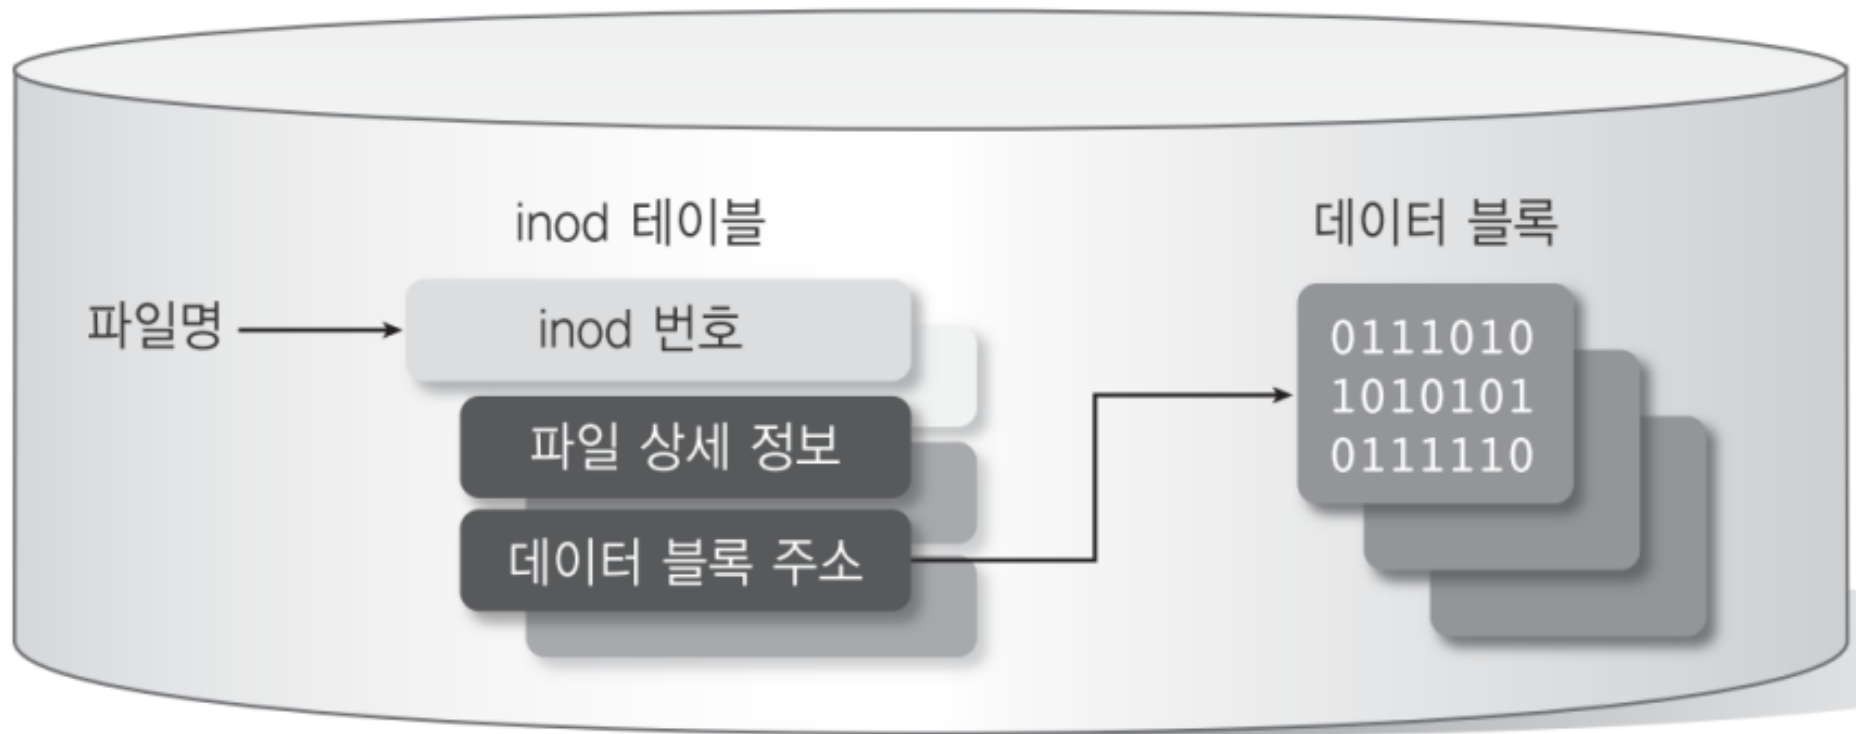 inod 테이블
데이터 블록
파일명
inod 번호
파일 상세 정보
데이터 블록 주소
0111010
1010101
0111110